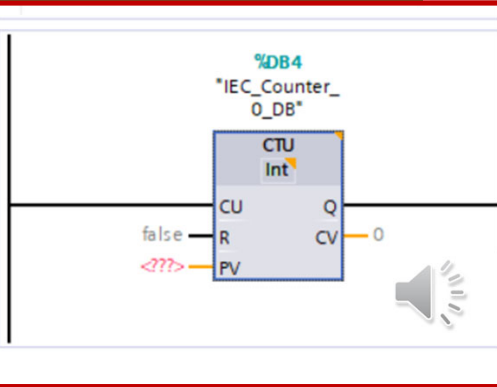 %DB4
"IEC_Counter_
0_DB"
CTU
Int
CU Q
false R CV 0
<???> PV